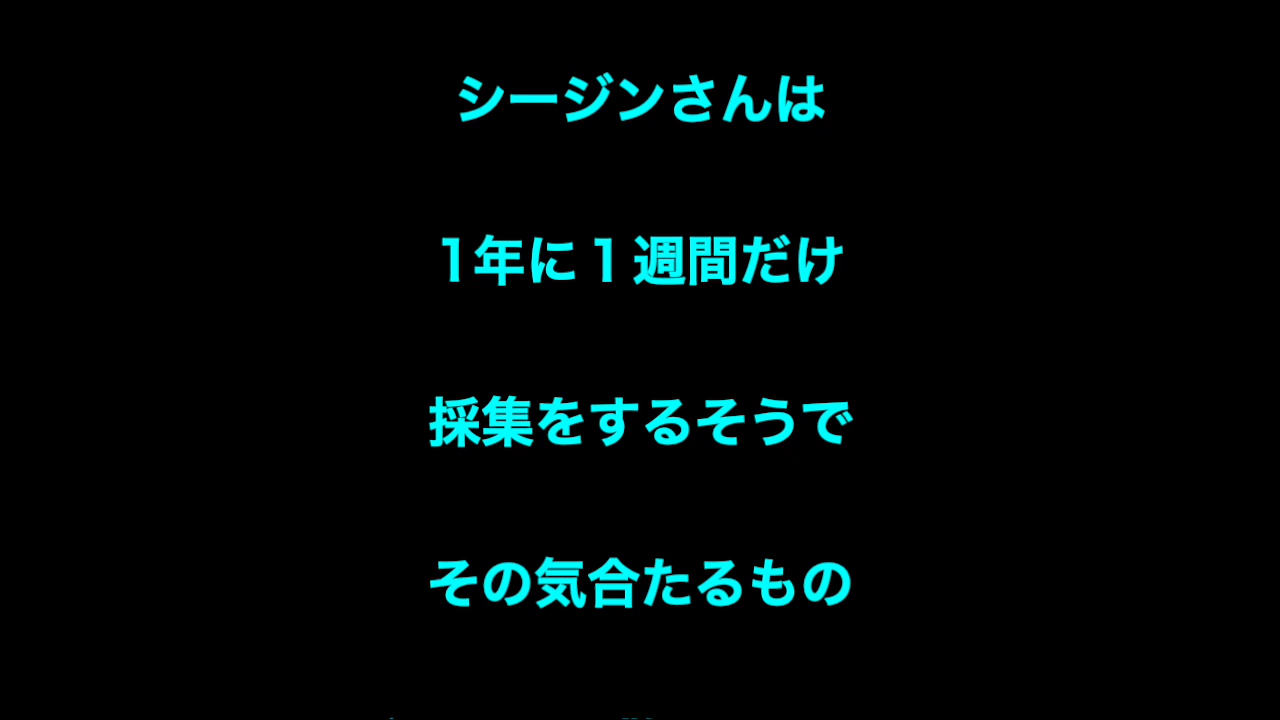 シージンさんは
1年に１週間だけ
採集をするそうで
その気合たるもの